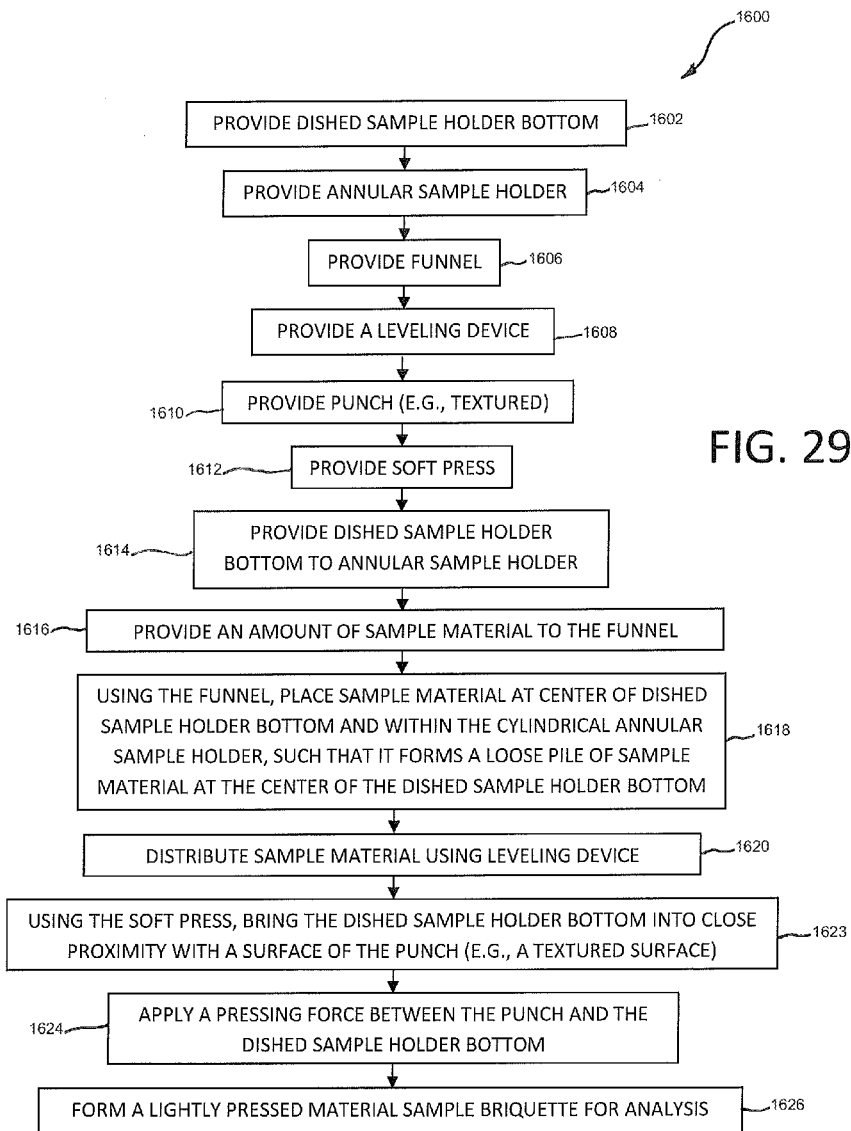 1600
PROVIDE DISHED SAMPLE HOLDER BOTTOM
1602
PROVIDE ANNULAR SAMPLE HOLDER
1604
PROVIDE FUNNEL
1606
PROVIDE A LEVELING DEVICE
1608
1610
PROVIDE PUNCH (E.G., TEXTURED)
1612
PROVIDE SOFT PRESS
FIG. 29
1614
PROVIDE DISHED SAMPLE HOLDER
BOTTOM TO ANNULAR SAMPLE HOLDER
1616
PROVIDE AN AMOUNT OF SAMPLE MATERIAL TO THE FUNNEL
USING THE FUNNEL, PLACE SAMPLE MATERIAL AT CENTER OF DISHED
SAMPLE HOLDER BOTTOM AND WITHIN THE CYLINDRICAL ANNULAR
SAMPLE HOLDER, SUCH THAT IT FORMS A LOOSE PILE OF SAMPLE
MATERIAL AT THE CENTER OF THE DISHED SAMPLE HOLDER BOTTOM
1618
DISTRIBUTE SAMPLE MATERIAL USING LEVELING DEVICE
1620
USING THE SOFT PRESS, BRING THE DISHED SAMPLE HOLDER BOTTOM INTO CLOSE
PROXIMITY WITH A SURFACE OF THE PUNCH (E.G., A TEXTURED SURFACE)
1623
1624
APPLY A PRESSING FORCE BETWEEN THE PUNCH AND THE
DISHED SAMPLE HOLDER BOTTOM
FORM A LIGHTLY PRESSED MATERIAL SAMPLE BRIQUETTE FOR ANALYSIS
1626